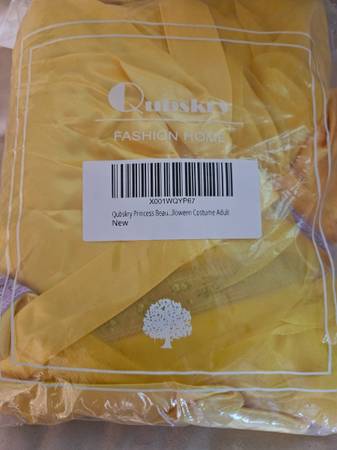 Qubskry
FASHION HOME
X001WQYP67
Qubskry Princess Beau...lloween Costume Adult
New